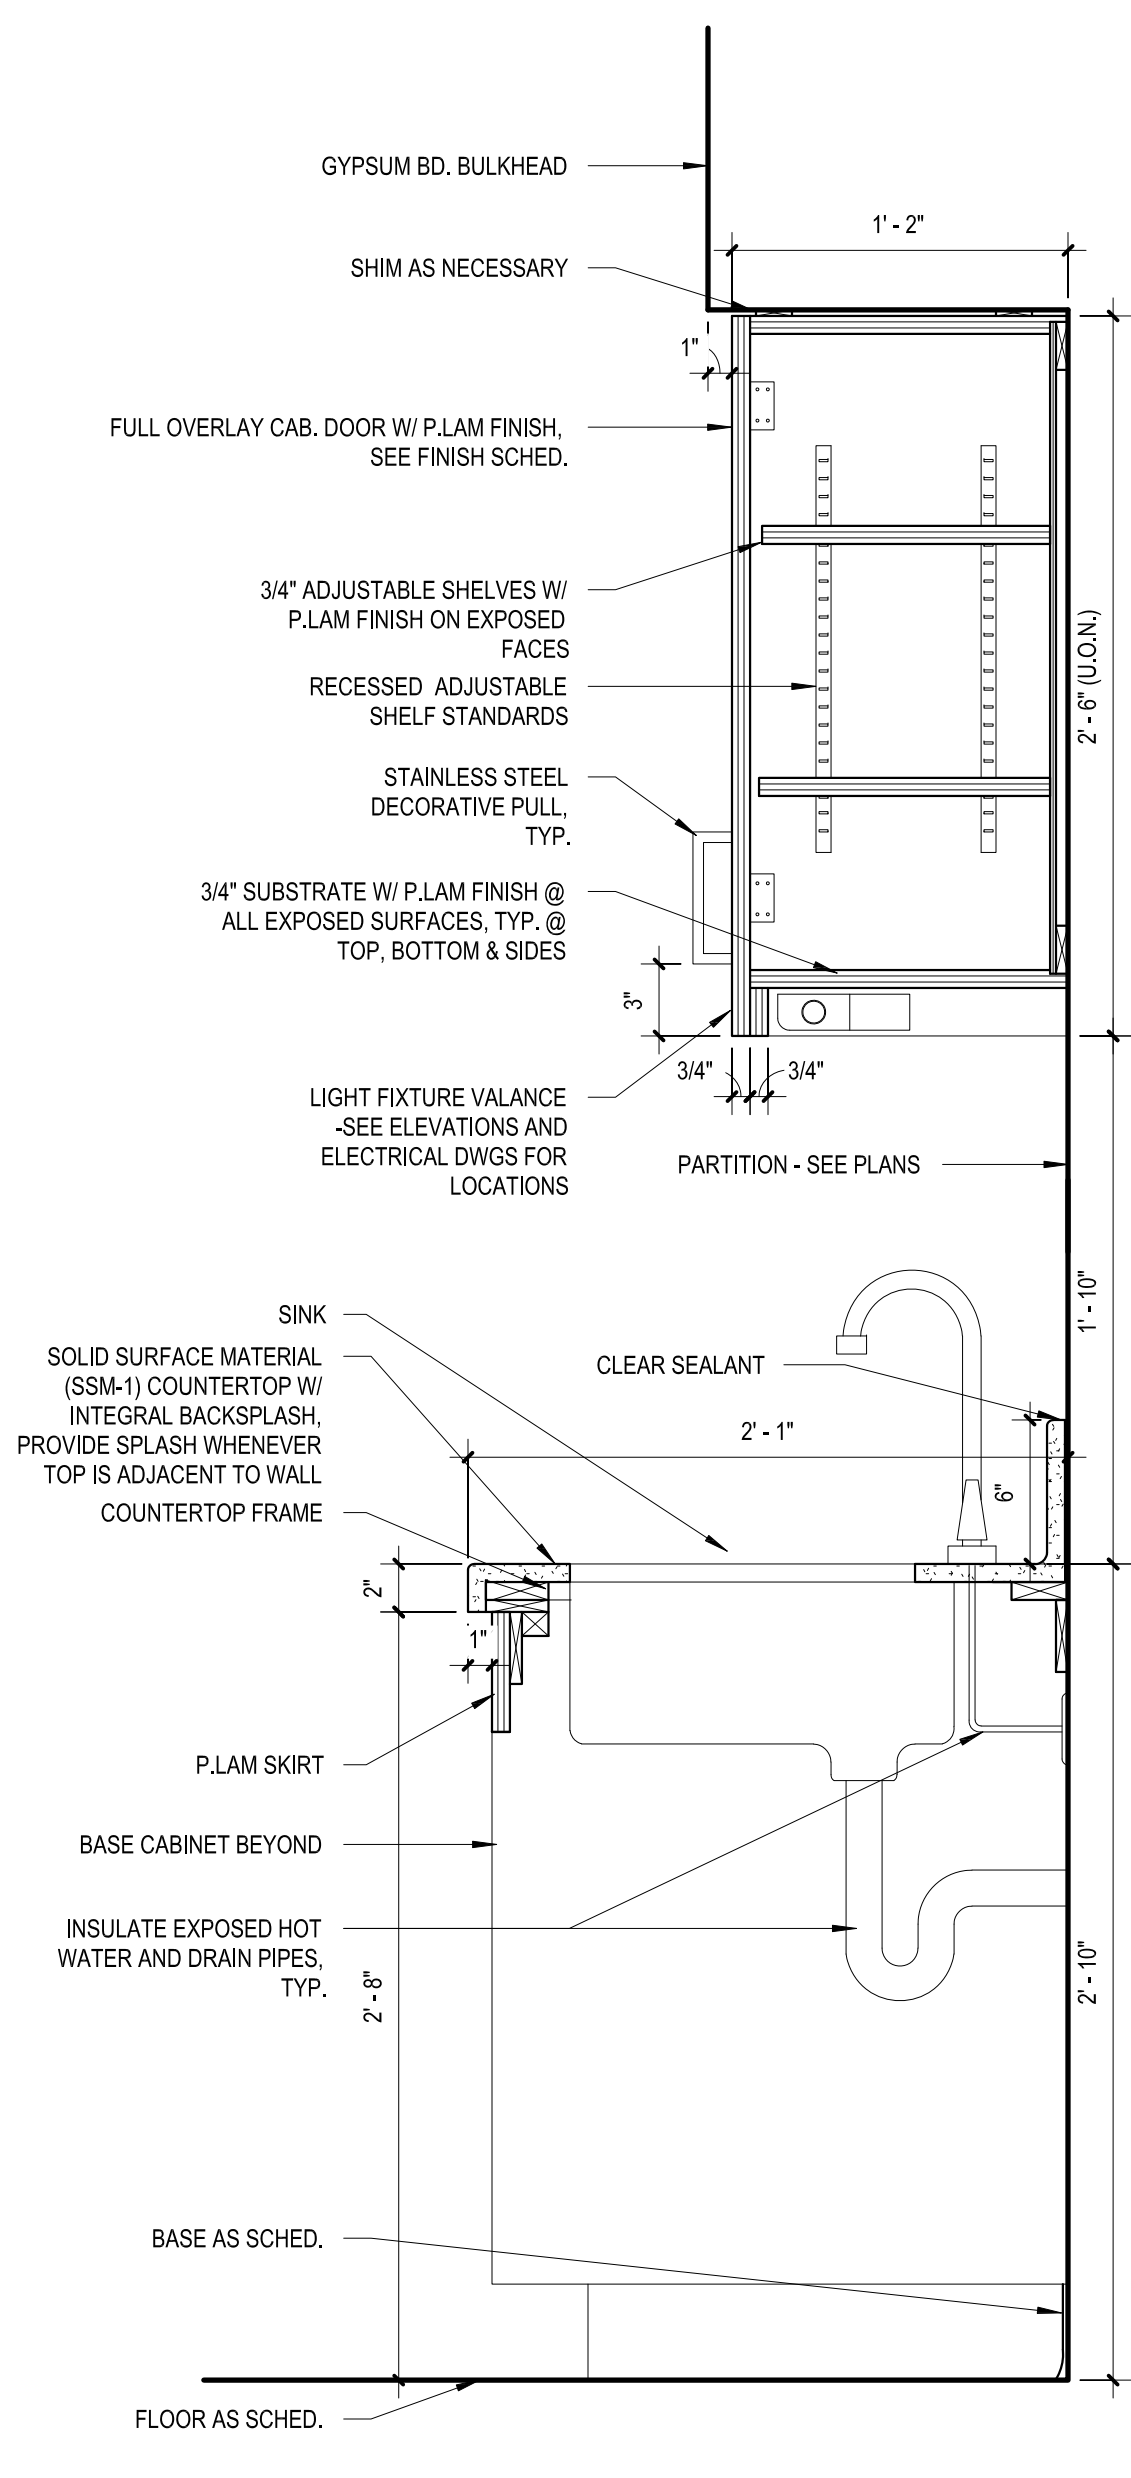 GYPSUM BD. BULKHEAD
1' - 2"
SHIM AS NECESSARY
1"
FULL OVERLAY CAB. DOOR W/ P.LAM FINISH,
SEE FINISH SCHED.
3/4" ADJUSTABLE SHELVES W/
P.LAM FINISH ON EXPOSED
FACES
2' - 6" (U.O.N.)
RECESSED ADJUSTABLE
SHELF STANDARDS
STAINLESS STEEL
DECORATIVE PULL,
TYP.
3/4" SUBSTRATE W/ P.LAM FINISH @
ALL EXPOSED SURFACES, TYP. @
TOP, BOTTOM & SIDES
3"
3/4"
3/4"
LIGHT FIXTURE VALANCE
-SEE ELEVATIONS AND
ELECTRICAL DWGS FOR
LOCATIONS
PARTITION - SEE PLANS
1' - 10"
SINK
SOLID SURFACE MATERIAL
(SSM-1) COUNTERTOP W/
INTEGRAL BACKSPLASH,
PROVIDE SPLASH WHENEVER
TOP IS ADJACENT TO WALL
CLEAR SEALANT
2' - 1"
6"
COUNTERTOP FRAME
2"
1"
P.LAM SKIRT
BASE CABINET BEYOND
INSULATE EXPOSED HOT
WATER AND DRAIN PIPES,
TYP.
2' - 8"
2' - 10"
BASE AS SCHED.
FLOOR AS SCHED.